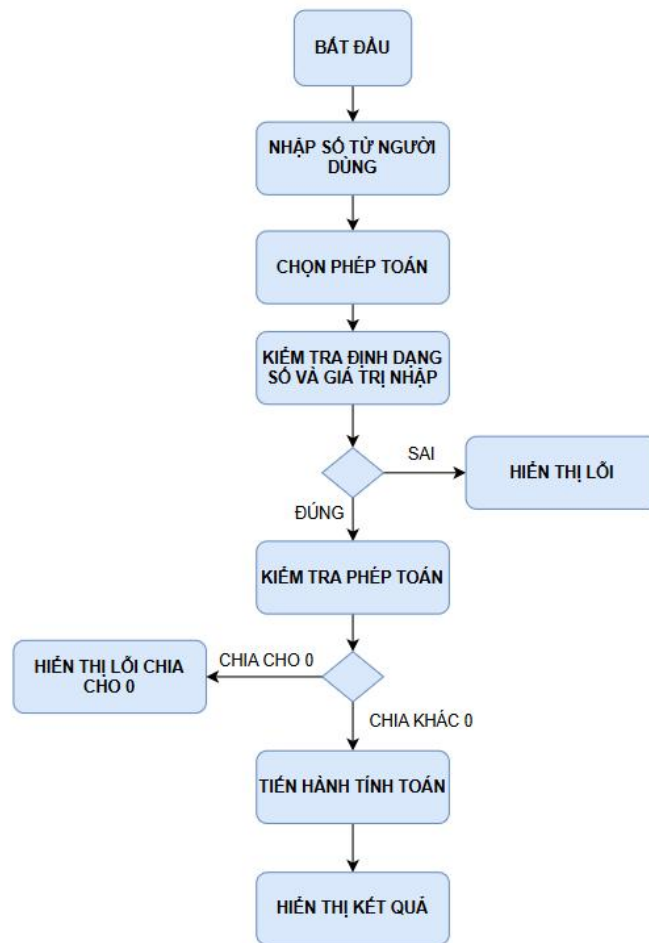 BẮT ĐẦU
NHẬP SỐ TỪ NGƯỜI
DÙNG
CHỌN PHÉP TOÁN
KIỂM TRA ĐỊNH DẠNG
SỐ VÀ GIÁ TRỊ NHẬP
SAI
HIỂN THỊ LỖI
ĐÚNG
KIỂM TRA PHÉP TOÁN
CHIA CHO 0
HIỂN THỊ LỖI CHIA
CHO 0
CHIA KHÁC 0
TIẾN HÀNH TÍNH TOÁN
HIỂN THỊ KẾT QUẢ